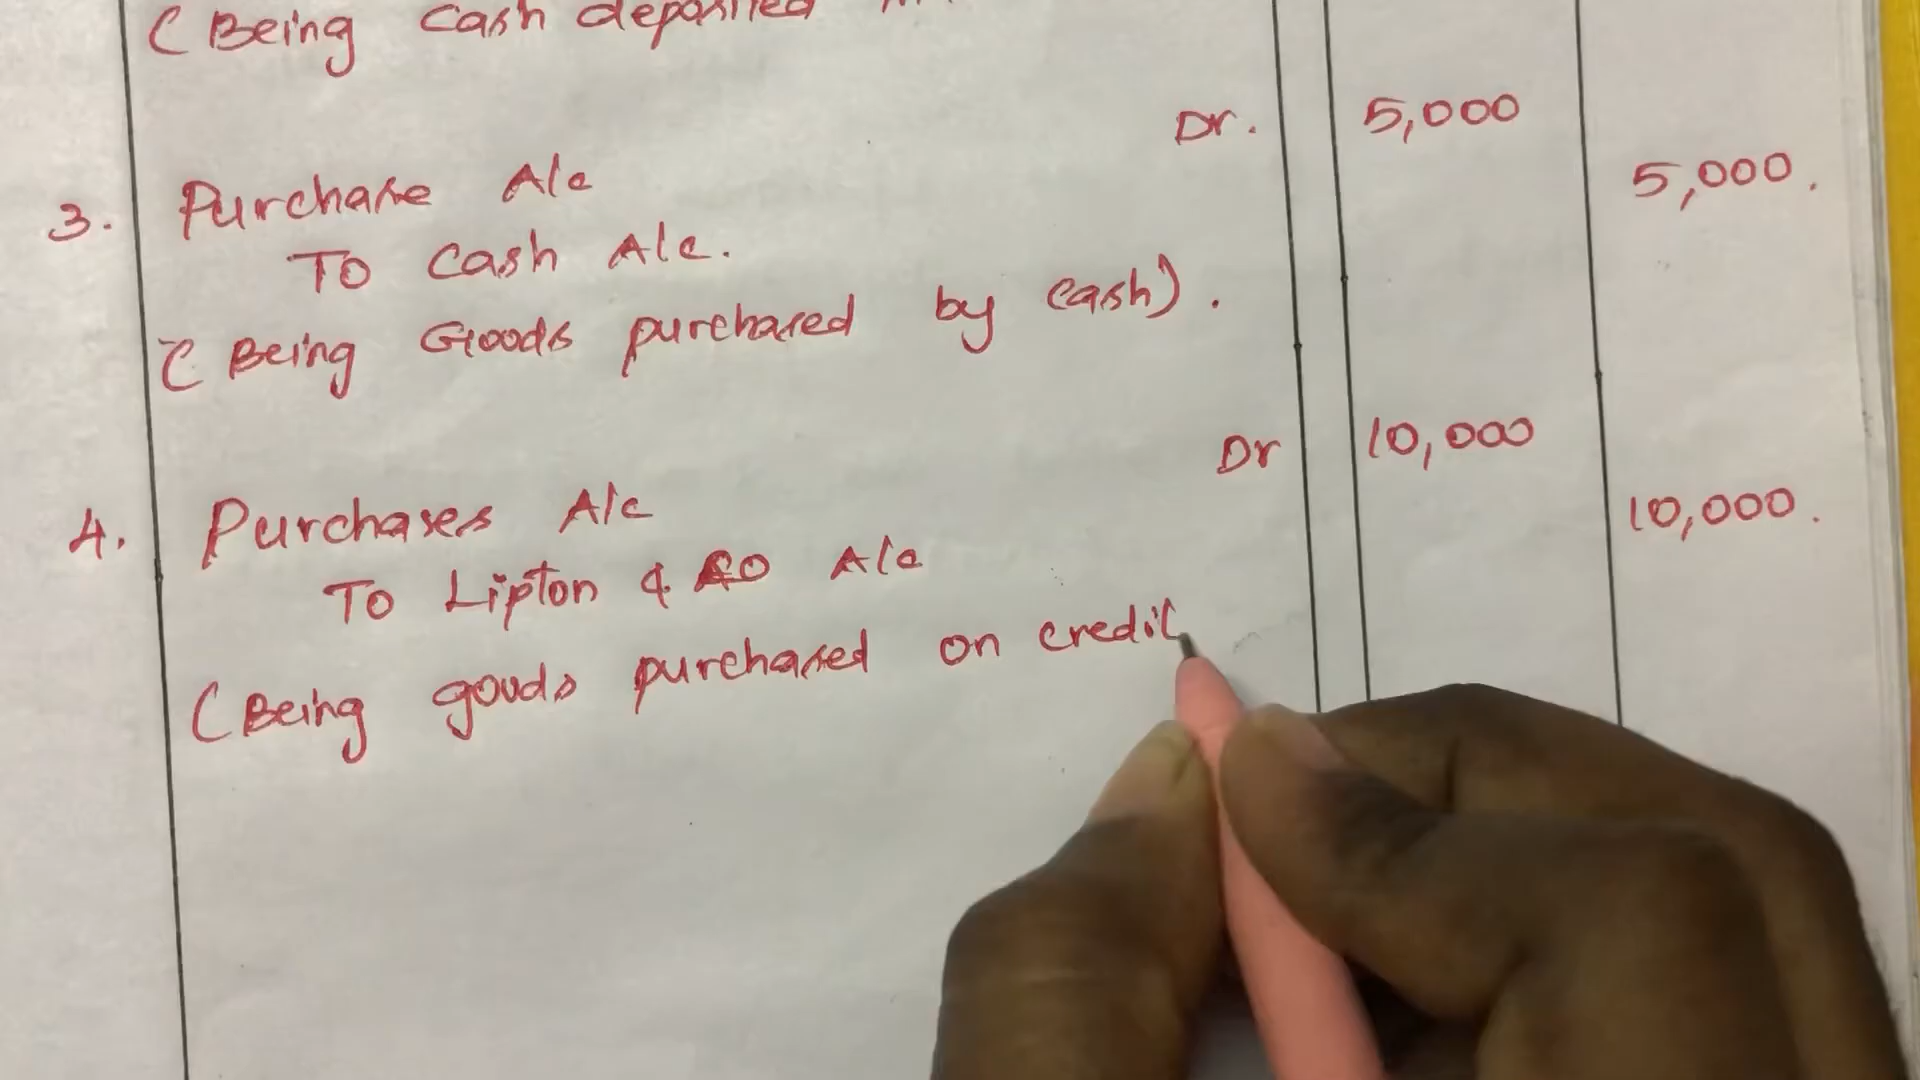 ( Being cash deposited
Dr. 5,000
3. Purchase A/c 5,000.
To cash A/c.
( Being Goods purchased by cash).
Dr 10,000
4. Purchases A/c 10,000.
To Lipton & co A/c
( Being goods purchased on credit